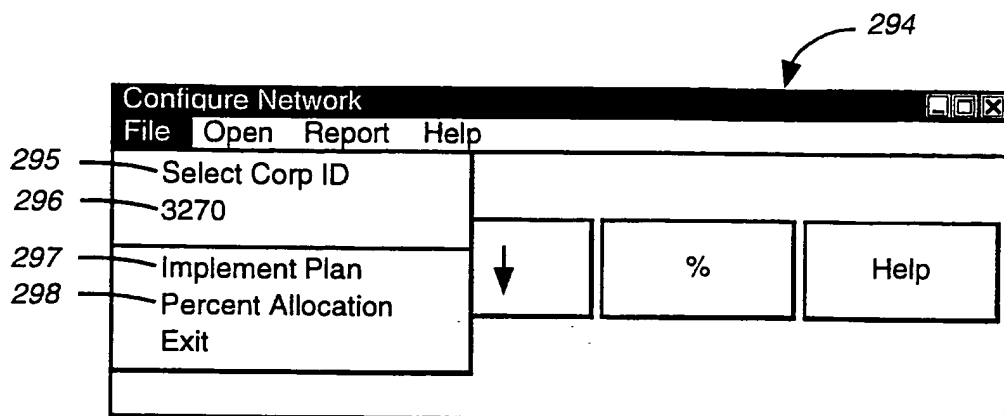 294
Configure Network
File Open Report Help
295 Select Corp ID
296 3270
297 Implement Plan
298 Percent Allocation
Exit
% Help